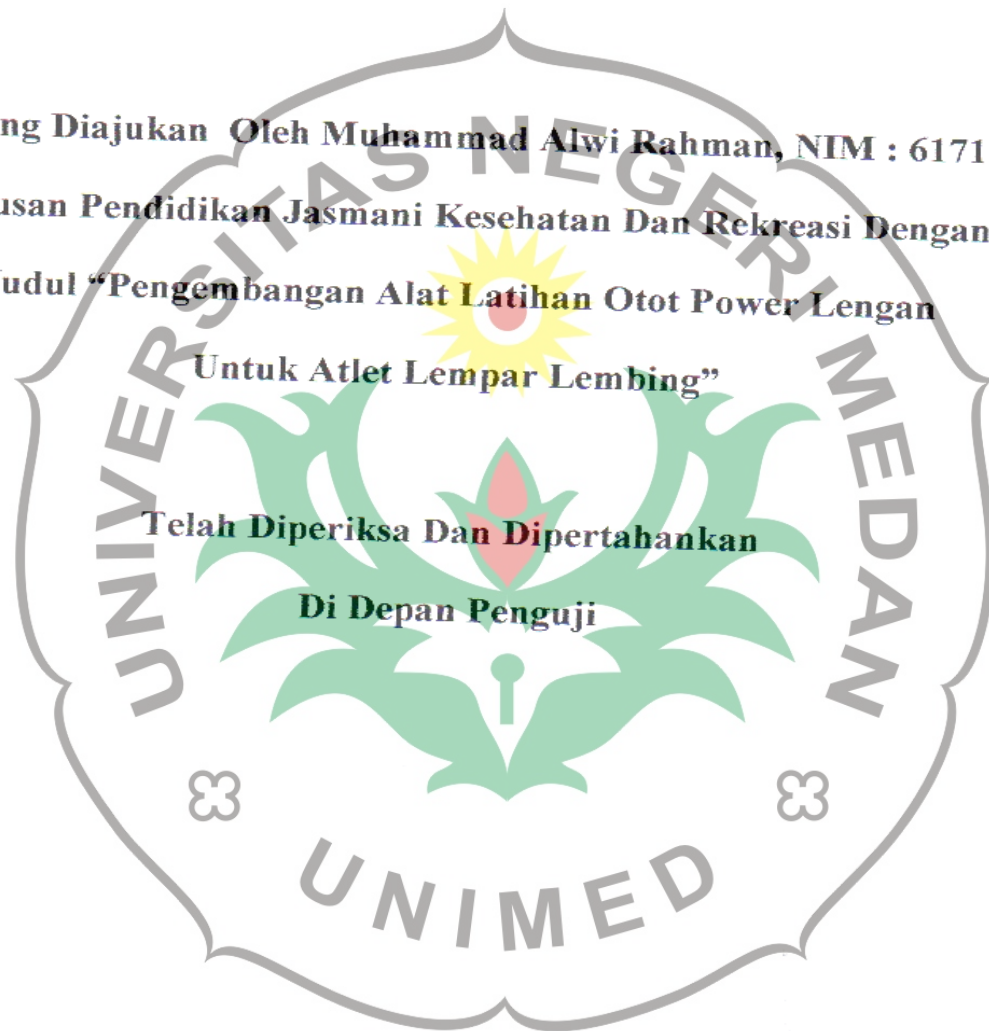 ng Diajukan Oleh Muhammad Alwi Rahman, NIM : 6171
usan Pendidikan Jasmani Kesehatan Dan Rekreasi Dengan
Judul “Pengembangan Alat Latihan Otot Power Lengan
Untuk Atlet Lempar Lembing”
Telah Diperiksa Dan Dipertahankan
Di Depan Penguji
UNIVERSITAS NEGERI MEDAN
UNIMED